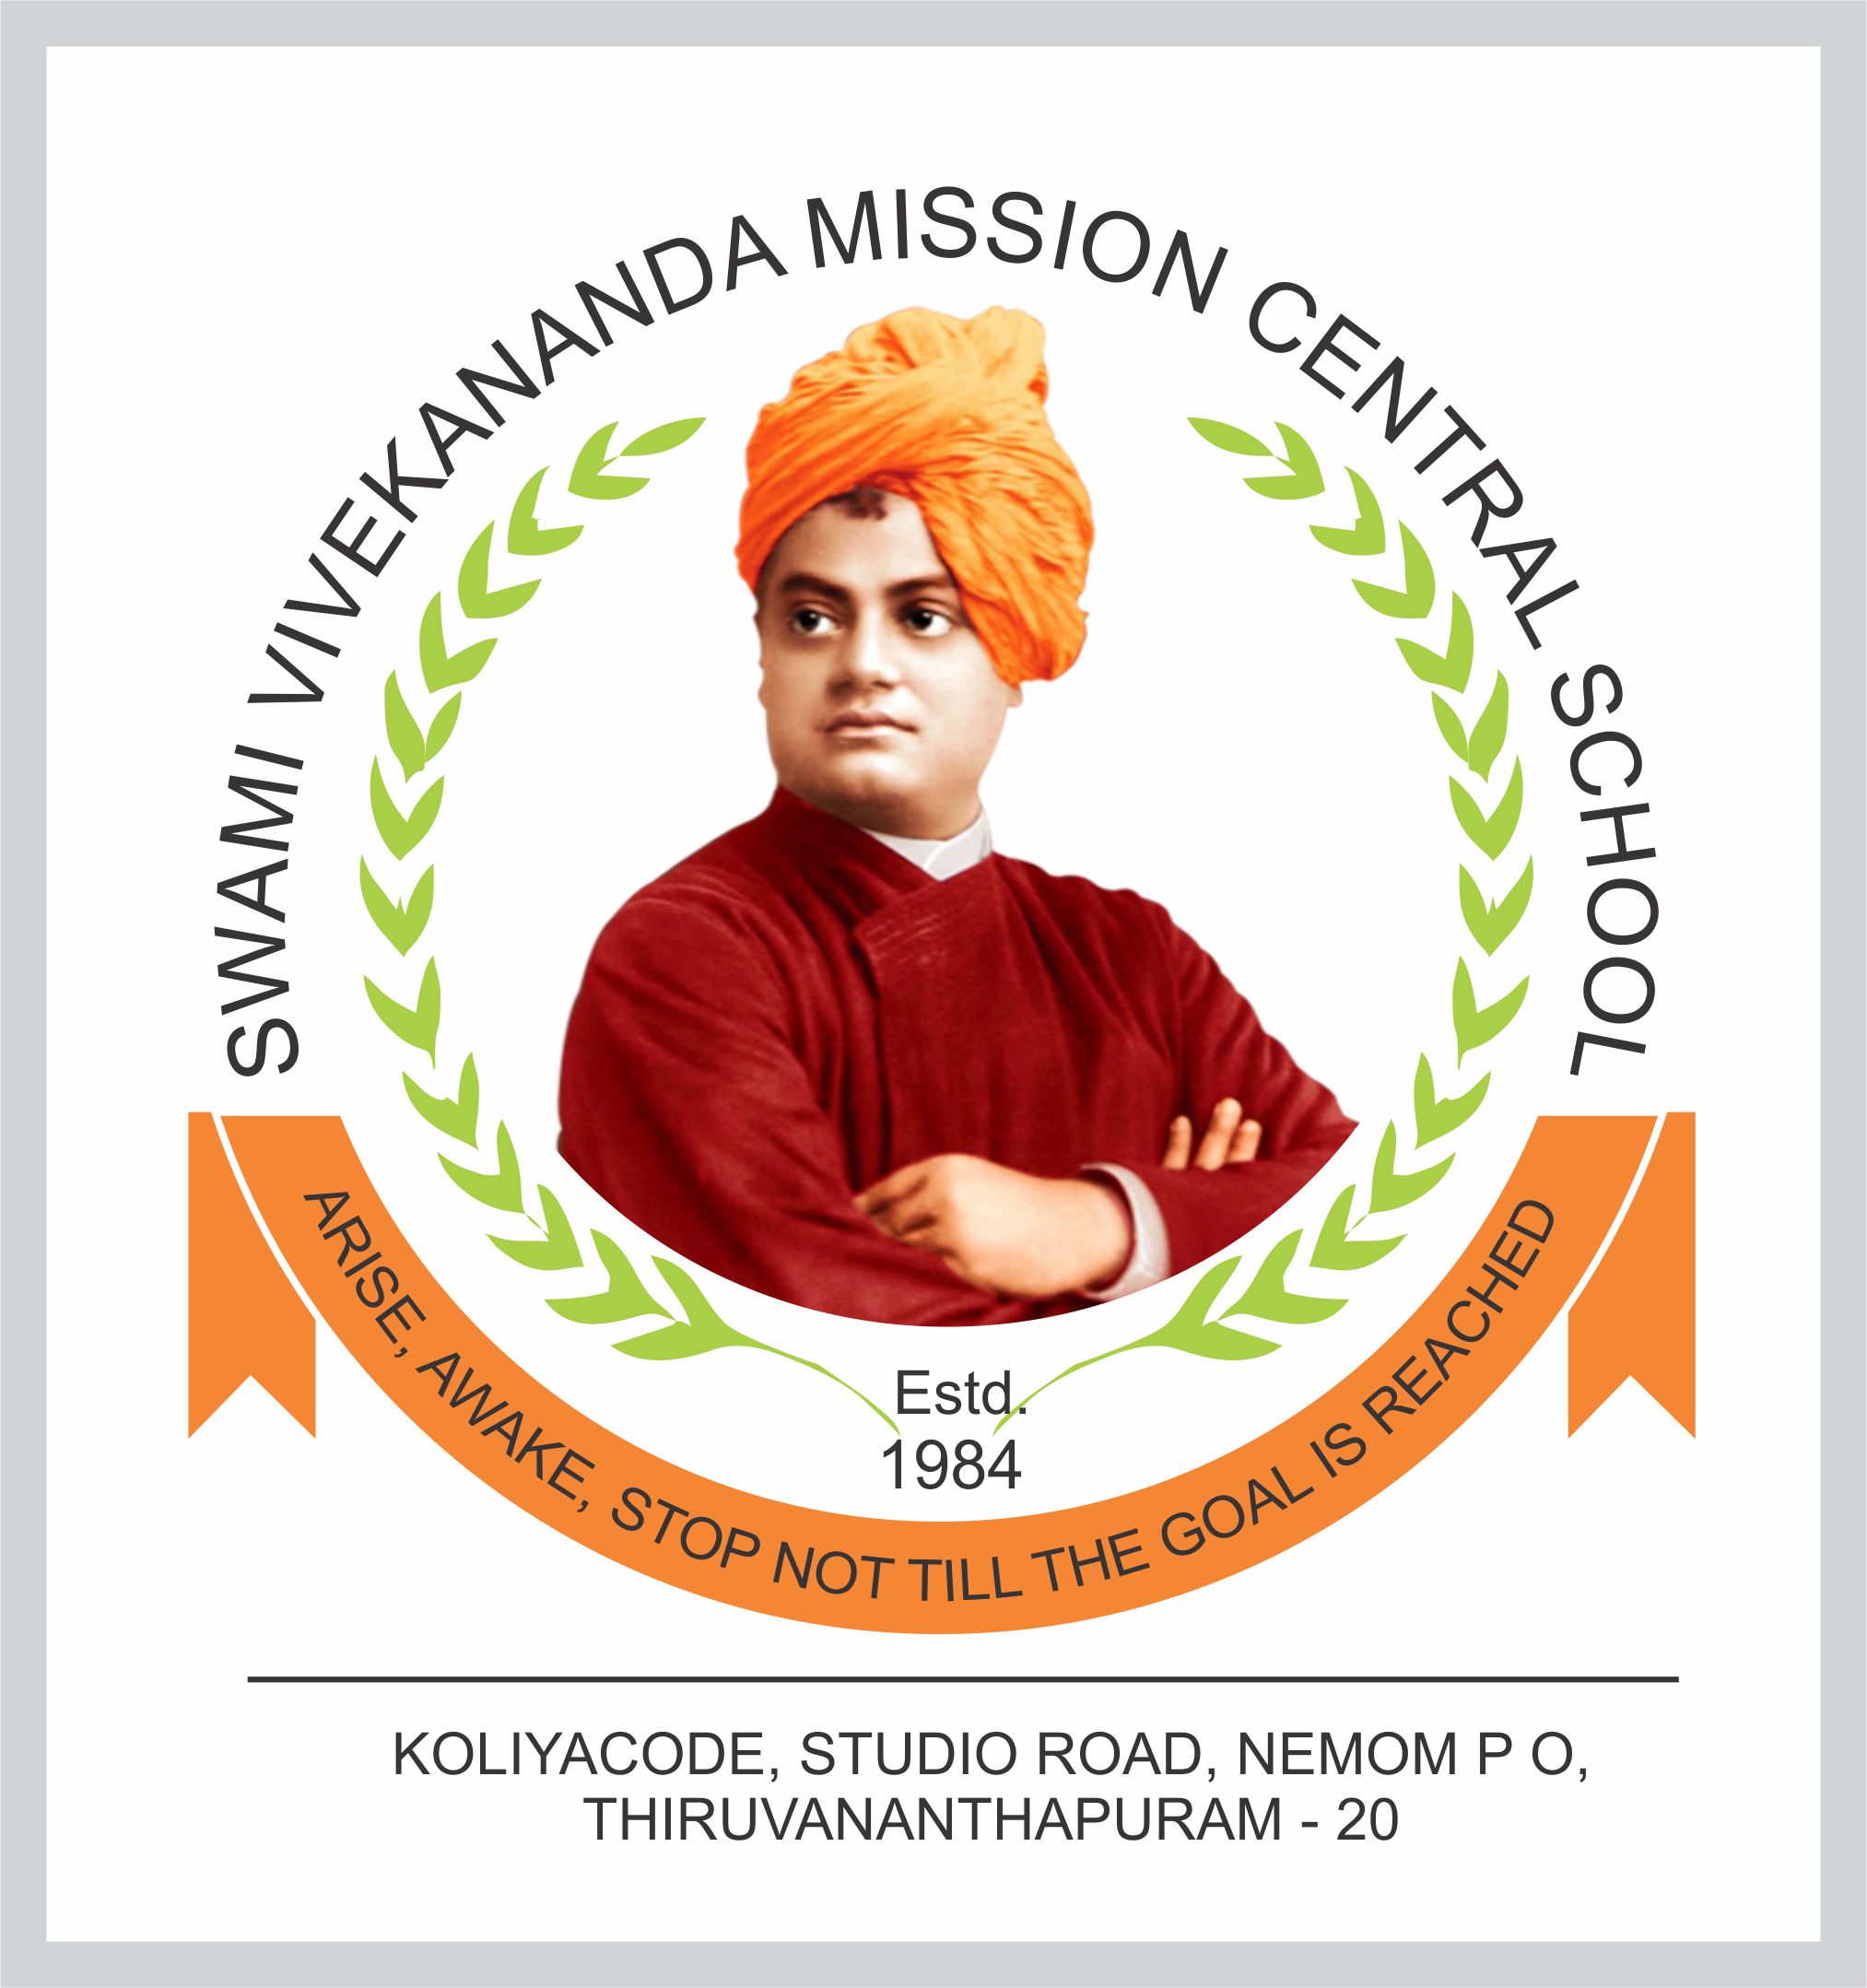 SWAMI VIVEKANANDA MISSION CENTRAL SCHOOL
Estd.
1984
ARISE, AWAKE, STOP NOT TILL THE GOAL IS REACHED
KOLIYACODE, STUDIO ROAD, NEMOM P O,
THIRUVANANTHAPURAM - 20